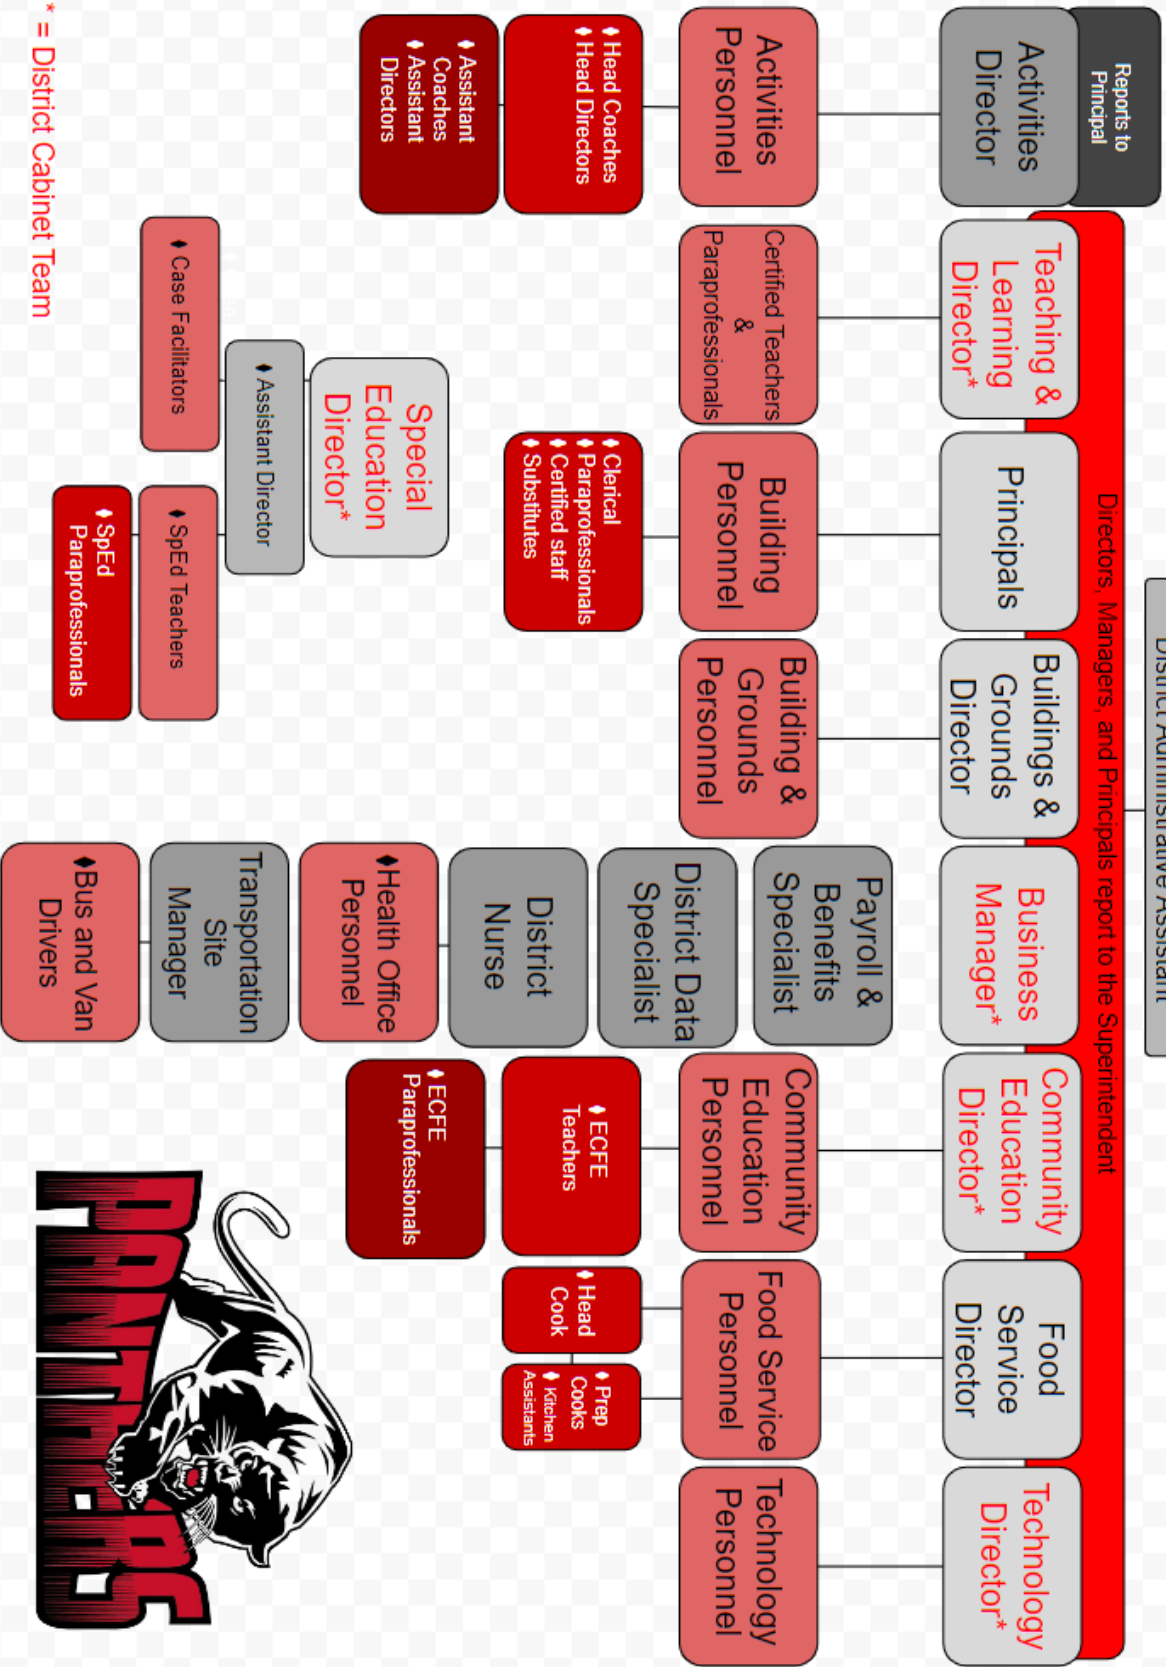 District Administrative Assistant
Directors, Managers, and Principals report to the Superintendent
Reports to
Principal
Activities
Director
Teaching &
Learning
Director*
Principals
Buildings &
Grounds
Director
Business
Manager*
Community
Education
Director*
Food
Service
Director
Technology
Director*
Activities
Personnel
Certified Teachers
&
Paraprofessionals
Building
Personnel
Building &
Grounds
Personnel
Payroll &
Benefits
Specialist
Community
Education
Personnel
Food Service
Personnel
Technology
Personnel
♦ Head Coaches
♦ Head Directors
♦ Clerical
♦ Paraprofessionals
♦ Certified staff
♦ Substitutes
District Data
Specialist
♦ ECFE
Teachers
♦ Head
Cook
♦ Prep
Cooks
♦ Kitchen
Assistants
♦ Assistant
Coaches
♦ Assistant
Directors
Special
Education
Director*
District
Nurse
♦ ECFE
Paraprofessionals
♦ Assistant Director
♦Health Office
Personnel
♦ Case Facilitators
♦ SpEd Teachers
Transportation
Site
Manager
♦ SpEd
Paraprofessionals
♦Bus and Van
Drivers
* = District Cabinet Team
PANTHERS